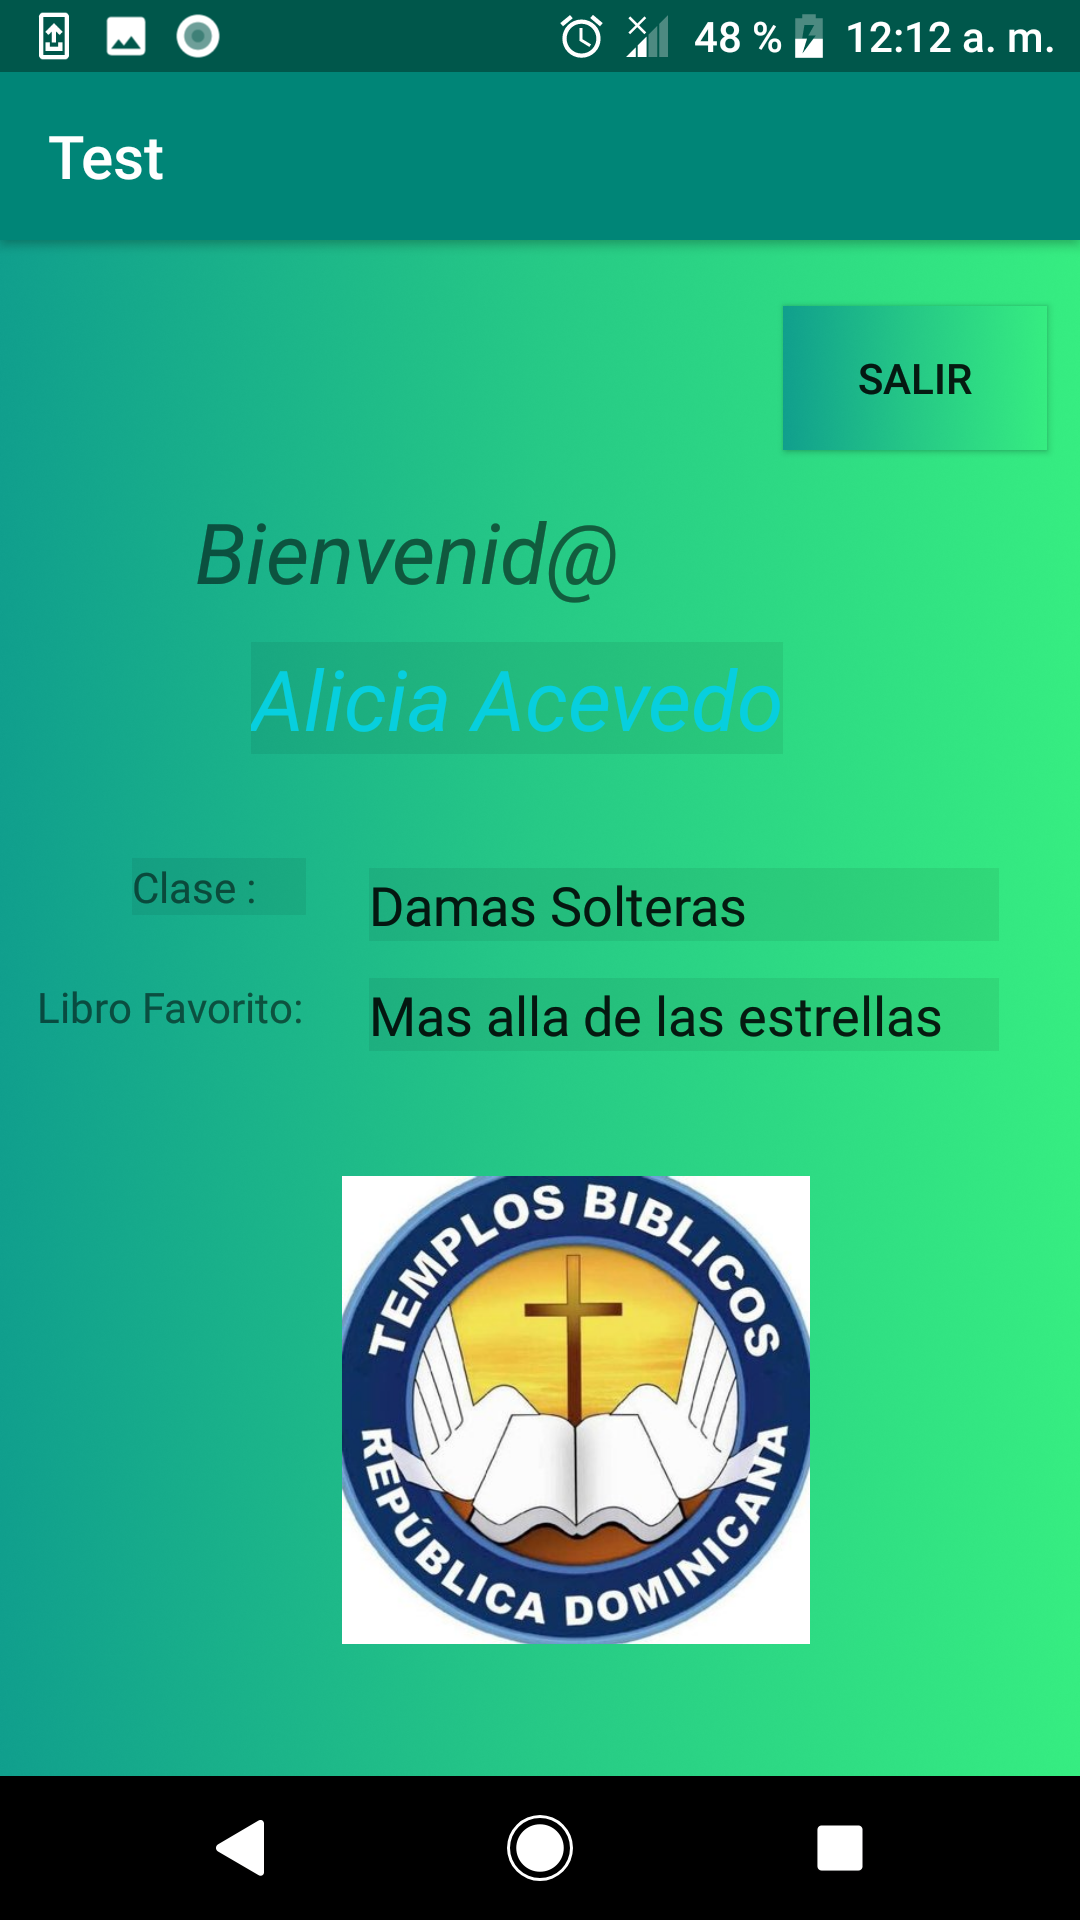 48 % 12:12 a. m.
Test
SALIR
Bienvenid@
Alicia Acevedo
Clase :
Damas Solteras
Libro Favorito:
Mas alla de las estrellas
TEMPLOS BIBLICOS
REPÚBLICA DOMINICANA